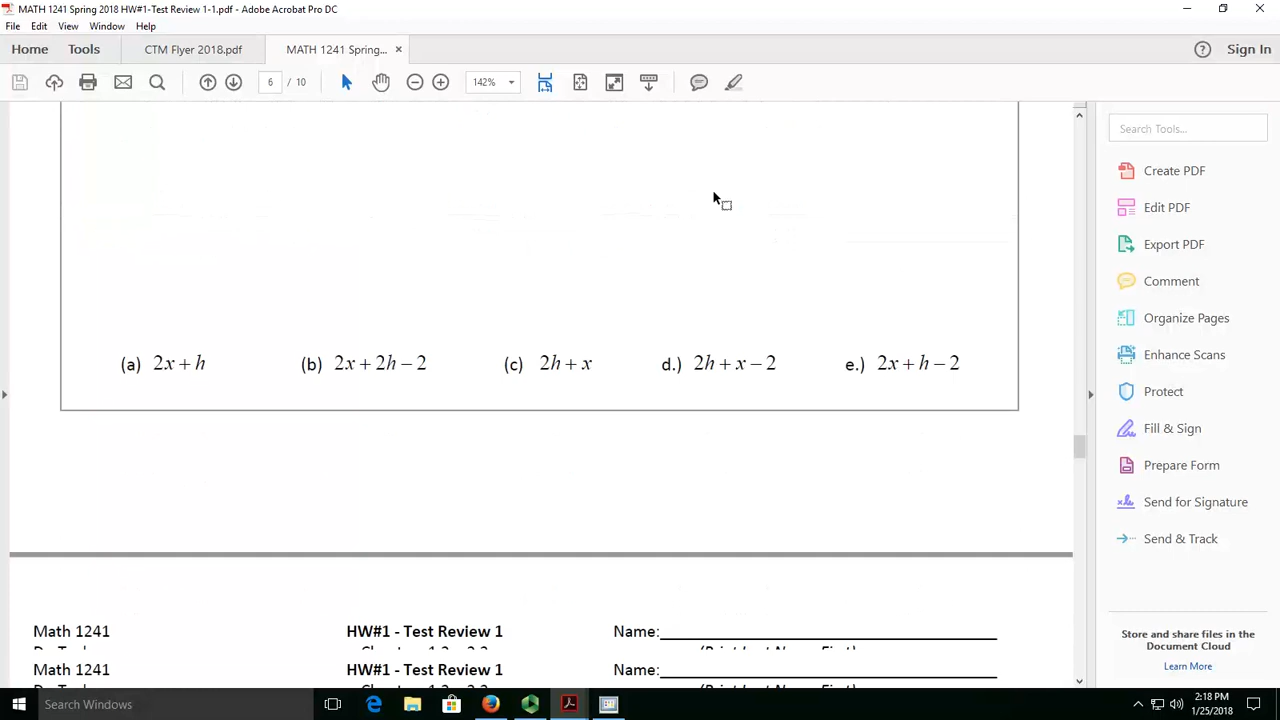 MATH 1241 Spring 2018 HW#1-Test Review 1-1.pdf - Adobe Acrobat Pro DC
File Edit View Window Help
Home Tools CTM Flyer 2018.pdf MATH 1241 Spring... × Sign In
6 / 10 142%
Search Tools...
Create PDF
Edit PDF
Export PDF
Comment
Organize Pages
Enhance Scans
Protect
Fill & Sign
Prepare Form
Send for Signature
Send & Track
Store and share files in the
Document Cloud
Learn More
(a) 2x + h (b) 2x + 2h − 2 (c) 2h + x d.) 2h + x − 2 e.) 2x + h − 2
Math 1241 HW#1 - Test Review 1 Name:
Math 1241 HW#1 - Test Review 1 Name:
Search Windows
2:18 PM
1/25/2018